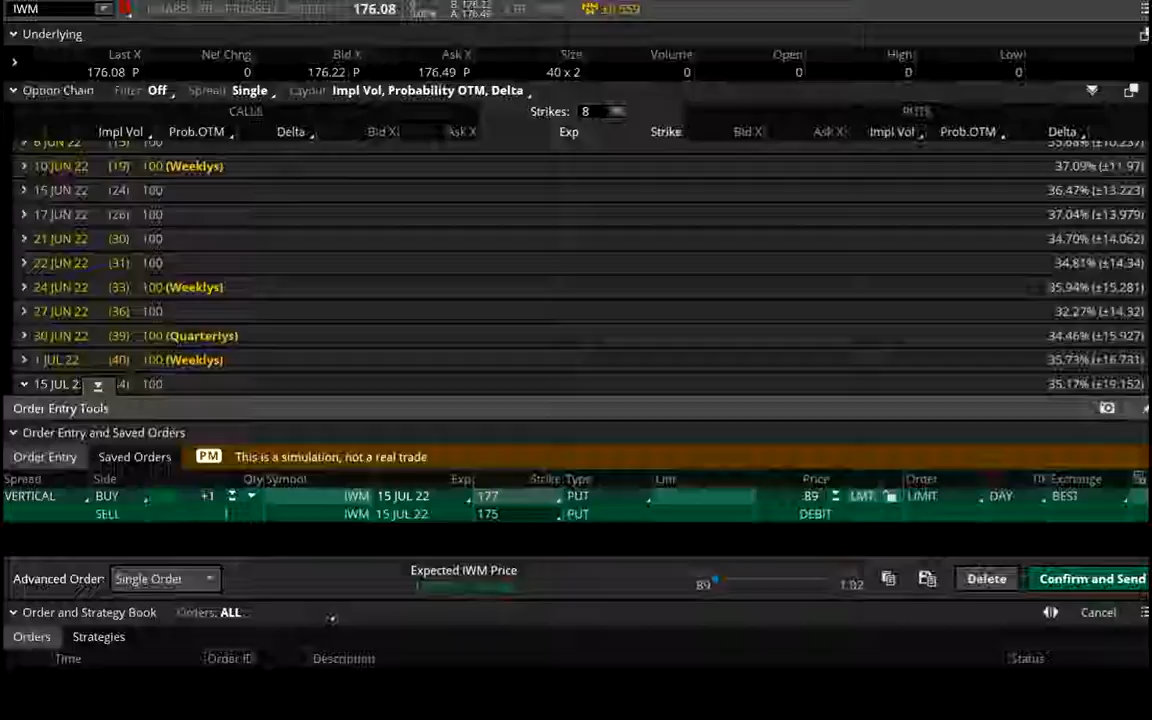 IWM 176.08 B: 176.22 A: 176.49 ±0.559
Underlying
Last X Net Chng Bid X Ask X Size Volume Open High Low
176.08 P 0 176.22 P 176.49 P 40 x 2 0 0 0 0
Option Chain Filter: Off Spread: Single Layout: Impl Vol, Probability OTM, Delta
CALLS Strikes: 8 PUTS
Impl Vol Prob.OTM Delta Bid X Ask X Exp Strike Bid X Ask X Impl Vol Prob.OTM Delta
10 JUN 22 (19) 100 (Weeklys) 37.09% (±11.97)
15 JUN 22 (24) 100 36.47% (±13.223)
17 JUN 22 (26) 100 37.04% (±13.979)
21 JUN 22 (30) 100 34.70% (±14.062)
22 JUN 22 (31) 100 34.81% (±14.34)
24 JUN 22 (33) 100 (Weeklys) 35.94% (±15.281)
27 JUN 22 (36) 100 32.27% (±14.32)
30 JUN 22 (39) 100 (Quarterlys) 34.46% (±15.927)
1 JUL 22 (40) 100 (Weeklys) 35.73% (±16.731)
15 JUL 2 4) 100 35.17% (±19.152)
Order Entry Tools
Order Entry and Saved Orders
Order Entry Saved Orders PM This is a simulation, not a real trade
Spread Side Qty Symbol Exp Strike Type Link Price Order TIF Exchange
VERTICAL BUY +1 IWM 15 JUL 22 177 PUT .89 LMT LIMIT DAY BEST
SELL IWM 15 JUL 22 175 PUT DEBIT
Advanced Order: Single Order Expected IWM Price .89 1.02 Delete Confirm and Send
Order and Strategy Book Orders: ALL Cancel
Orders Strategies
Time Order ID Description Status